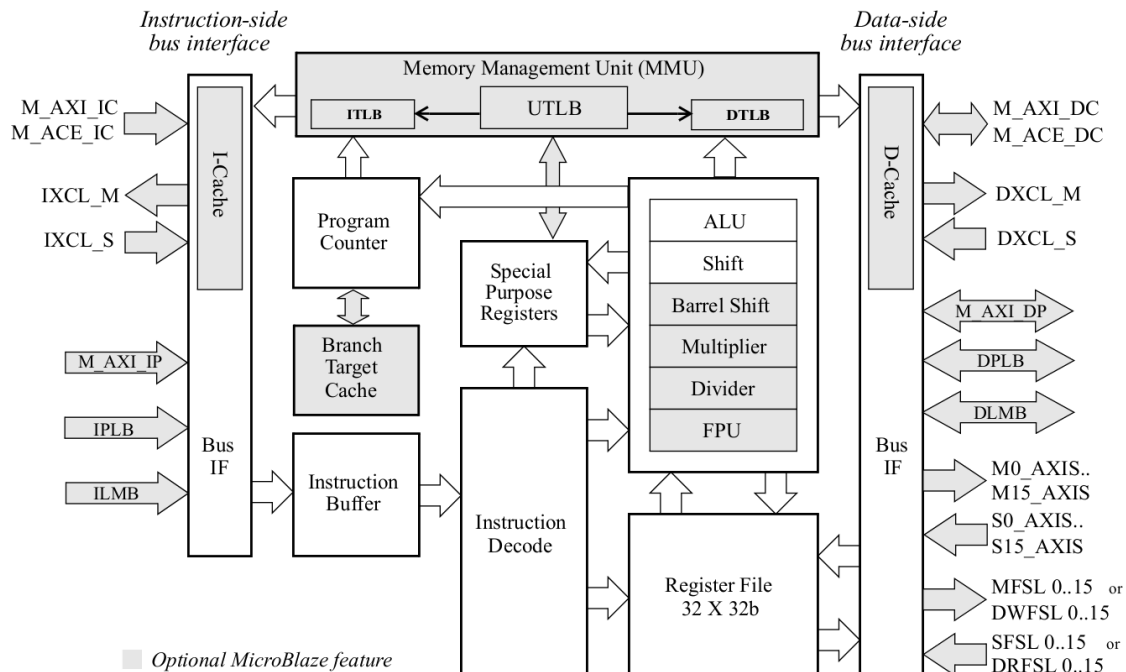 Instruction-side
bus interface
Data-side
bus interface
Memory Management Unit (MMU)
ITLB
UTLB
DTLB
M_AXI_IC
M_ACE_IC
IXCL_M
IXCL_S
M_AXI_IP
IPLB
ILMB
I-Cache
Bus
IF
Program
Counter
Branch
Target
Cache
Instruction
Buffer
Special
Purpose
Registers
Instruction
Decode
ALU
Shift
Barrel Shift
Multiplier
Divider
FPU
Register File
32 X 32b
D-Cache
Bus
IF
M_AXI_DC
M_ACE_DC
DXCL_M
DXCL_S
M_AXI_DP
DPLB
DLMB
M0_AXIS..
M15_AXIS
S0_AXIS..
S15_AXIS
MFSL 0..15 or
DWFSL 0..15
SFSL 0..15 or
DRFSL 0..15
Optional MicroBlaze feature